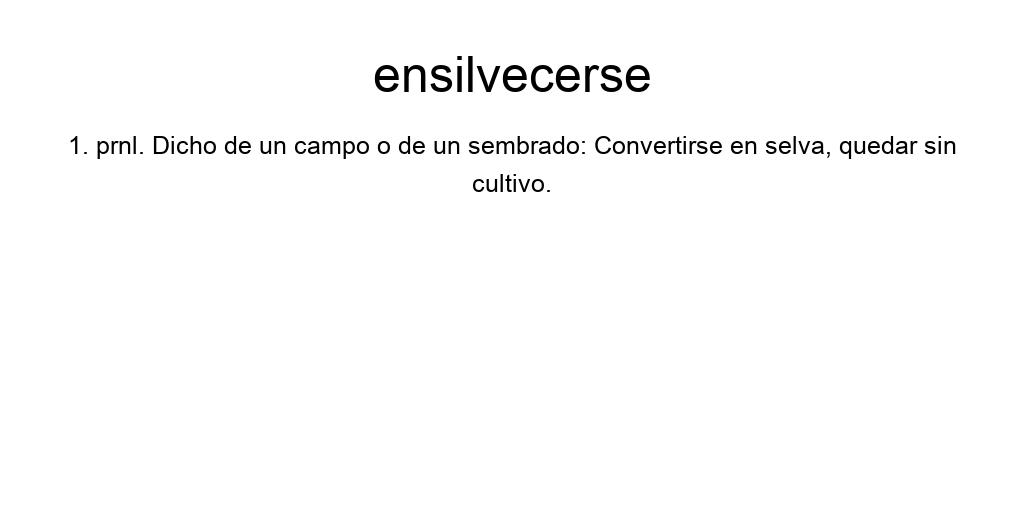 ensilvecerse
1. prnl. Dicho de un campo o de un sembrado: Convertirse en selva, quedar sin
cultivo.